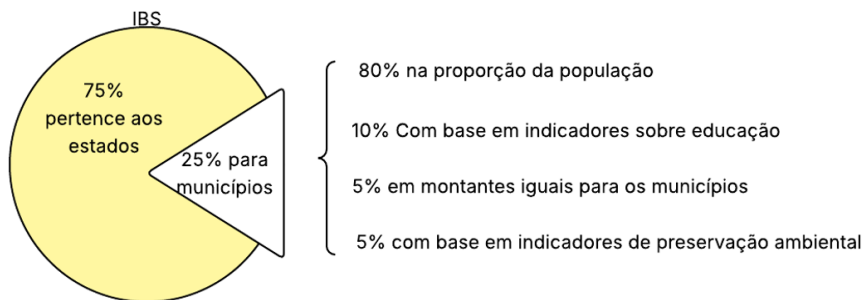 IBS
75%
pertence aos
estados
25% para
municípios
80% na proporção da população
10% Com base em indicadores sobre educação
5% em montantes iguais para os municípios
5% com base em indicadores de preservação ambiental